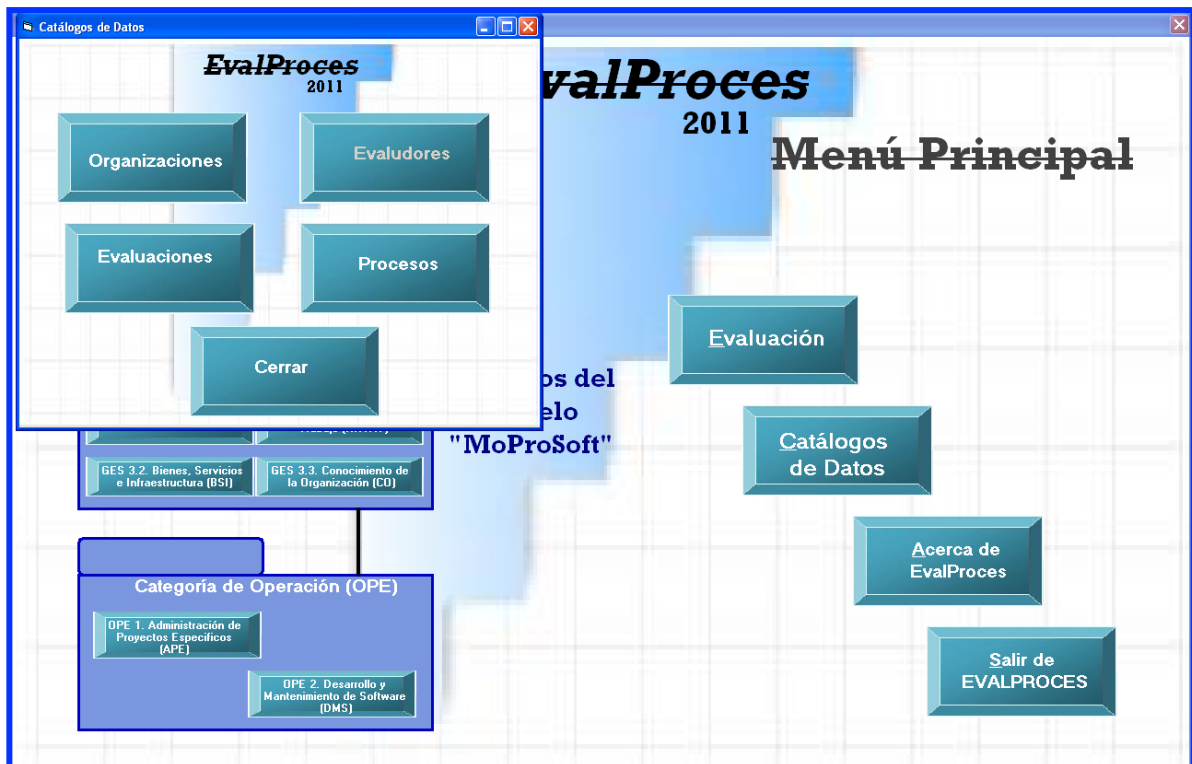 Catálogos de Datos
EvalProces
2011
Organizaciones
Evaludores
Evaluaciones
Procesos
Cerrar
valProces
2011
Menú Principal
os del
elo
"MoProSoft"
GES 3.2. Bienes, Servicios
e Infraestructura (BSI)
GES 3.3. Conocimiento de
la Organización (CO)
Categoría de Operación (OPE)
OPE 1. Administración de
Proyectos Especificos
(APE)
OPE 2. Desarrollo y
Mantenimiento de Software
(DMS)
Evaluación
Catálogos
de Datos
Acerca de
EvalProces
Salir de
EVALPROCES